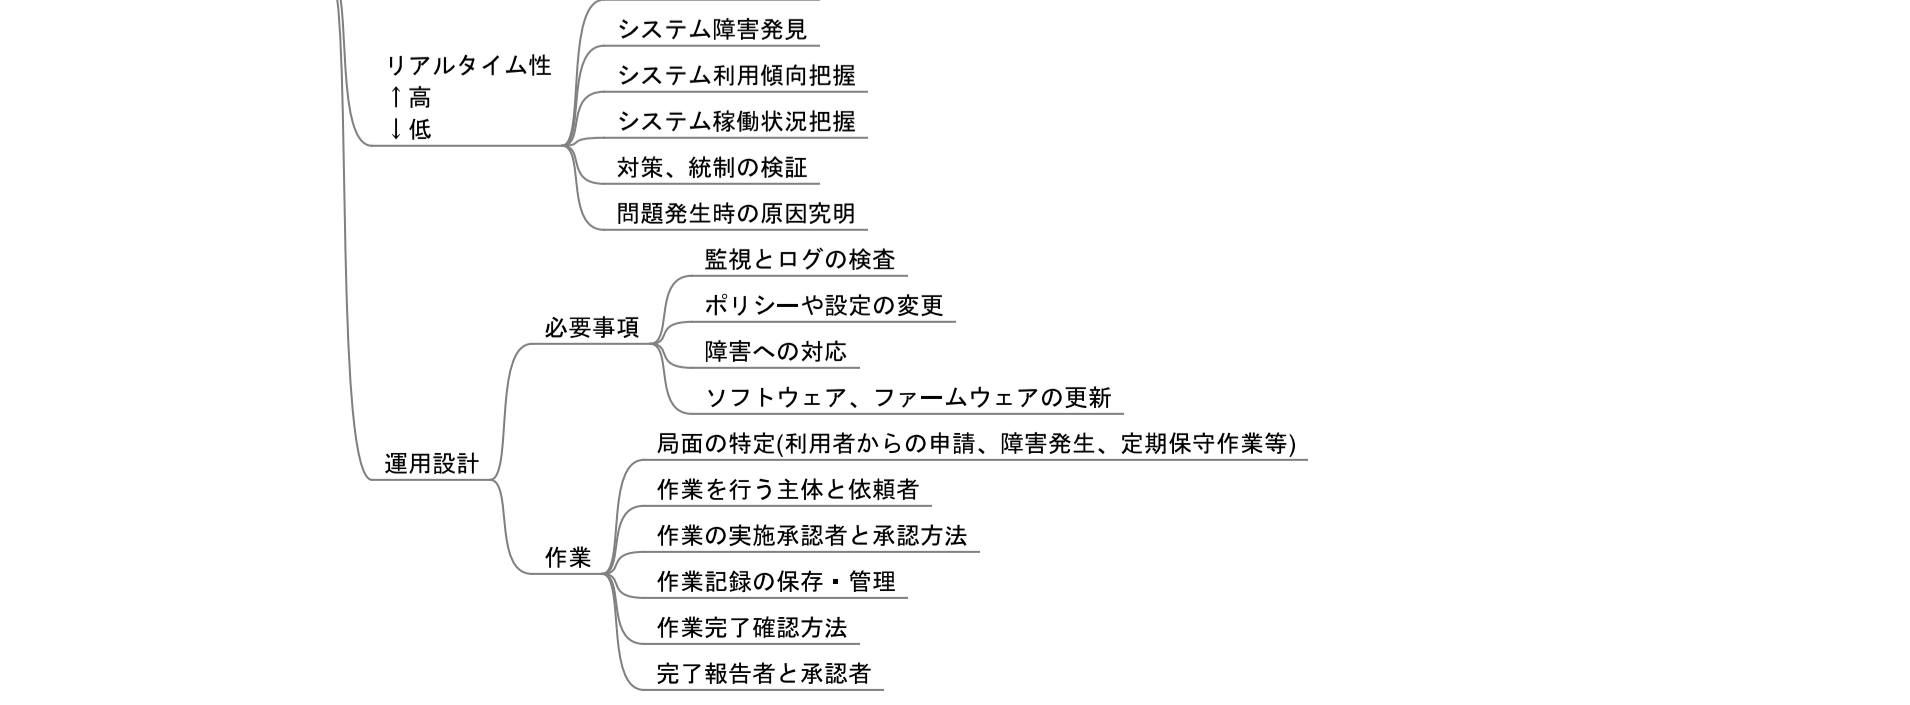 システム障害発見
リアルタイム性
↑高
↓低
システム利用傾向把握
システム稼働状況把握
対策、統制の検証
問題発生時の原因究明
監視とログの検査
ポリシーや設定の変更
必要事項
障害への対応
ソフトウェア、ファームウェアの更新
運用設計
局面の特定(利用者からの申請、障害発生、定期保守作業等)
作業を行う主体と依頼者
作業の実施承認者と承認方法
作業
作業記録の保存・管理
作業完了確認方法
完了報告者と承認者